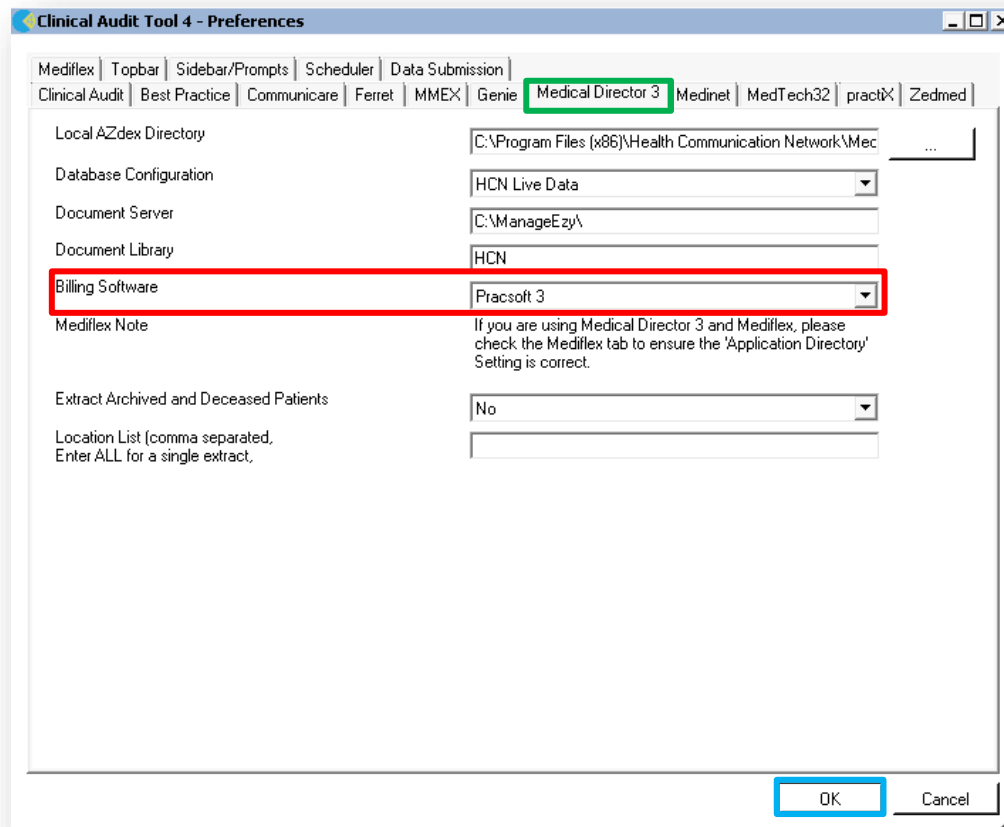 Clinical Audit Tool 4 - Preferences
Mediflex Topbar Sidebar/Prompts Scheduler Data Submission
Clinical Audit Best Practice Communicare Ferret MMEX Genie Medical Director 3 Medinet MedTech32 practiX Zedmed
Local AZdex Directory C:\Program Files (x86)\Health Communication Network\Mec ...
Database Configuration HCN Live Data
Document Server C:\ManageEzy\
Document Library HCN
Billing Software Pracsoft 3
Mediflex Note If you are using Medical Director 3 and Mediflex, please
check the Mediflex tab to ensure the 'Application Directory'
Setting is correct.
Extract Archived and Deceased Patients No
Location List (comma separated,
Enter ALL for a single extract,
OK Cancel